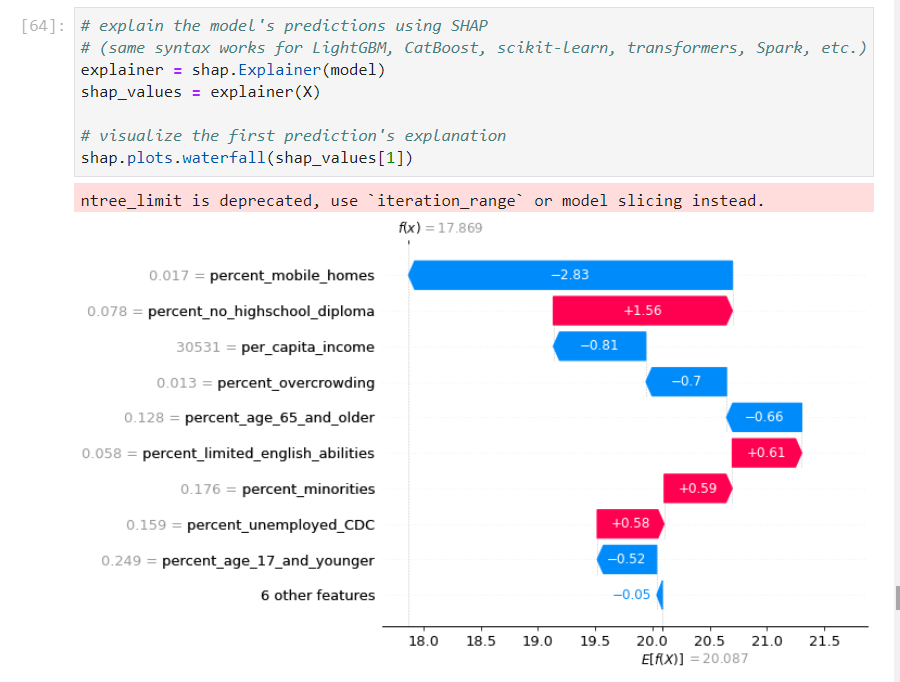 [64]:
# explain the model's predictions using SHAP
# (same syntax works for LightGBM, CatBoost, scikit-learn, transformers, Spark, etc.)
explainer = shap.Explainer(model)
shap_values = explainer(X)
# visualize the first prediction's explanation
shap.plots.waterfall(shap_values[1])
ntree_limit is deprecated, use `iteration_range` or model slicing instead.
f(x) = 17.869
0.017 = percent_mobile_homes −2.83
0.078 = percent_no_highschool_diploma +1.56
30531 = per_capita_income −0.81
0.013 = percent_overcrowding −0.7
0.128 = percent_age_65_and_older −0.66
0.058 = percent_limited_english_abilities +0.61
0.176 = percent_minorities +0.59
0.159 = percent_unemployed_CDC +0.58
0.249 = percent_age_17_and_younger −0.52
6 other features −0.05
18.0 18.5 19.0 19.5 20.0 20.5 21.0 21.5
E[f(X)] = 20.087